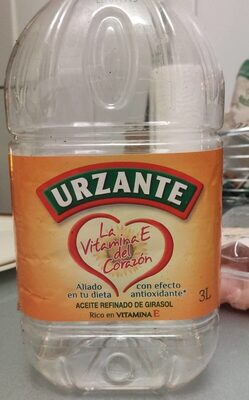 URZANTE
La
Vitamina E
del
Corazón
Aliado
en tu dieta
con efecto
antioxidante*
3L
ACEITE REFINADO DE GIRASOL
Rico en VITAMINA E